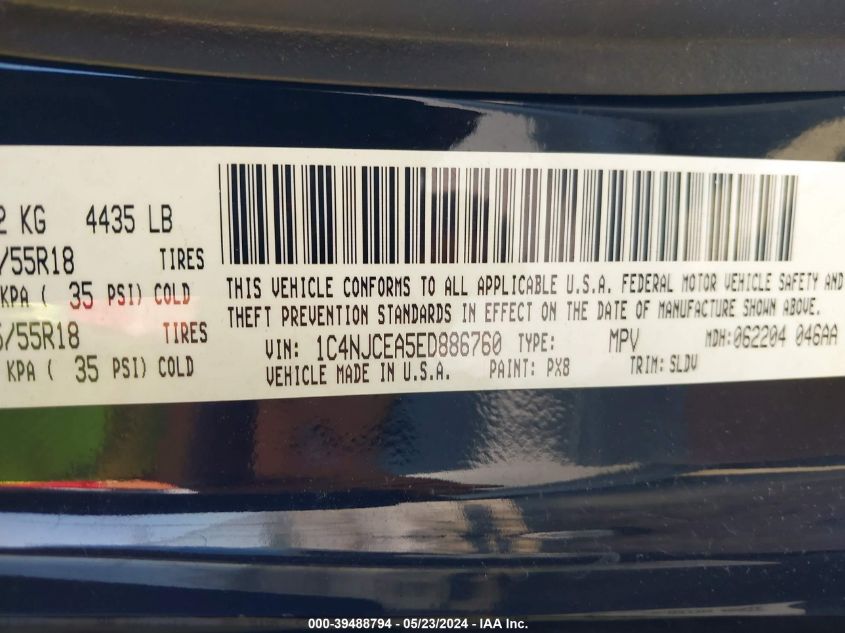 2 KG 4435 LB
/55R18 TIRES
KPA ( 35 PSI) COLD
/55R18 TIRES
KPA ( 35 PSI) COLD
THIS VEHICLE CONFORMS TO ALL APPLICABLE U.S.A. FEDERAL MOTOR VEHICLE SAFETY AND
THEFT PREVENTION STANDARDS IN EFFECT ON THE DATE OF MANUFACTURE SHOWN ABOVE.
VIN: 1C4NJCEA5ED886760 TYPE: MPV MDH:062204 046AA
VEHICLE MADE IN U.S.A. PAINT: PX8 TRIM: SLDV
000-39488794 - 05/23/2024 - IAA Inc.